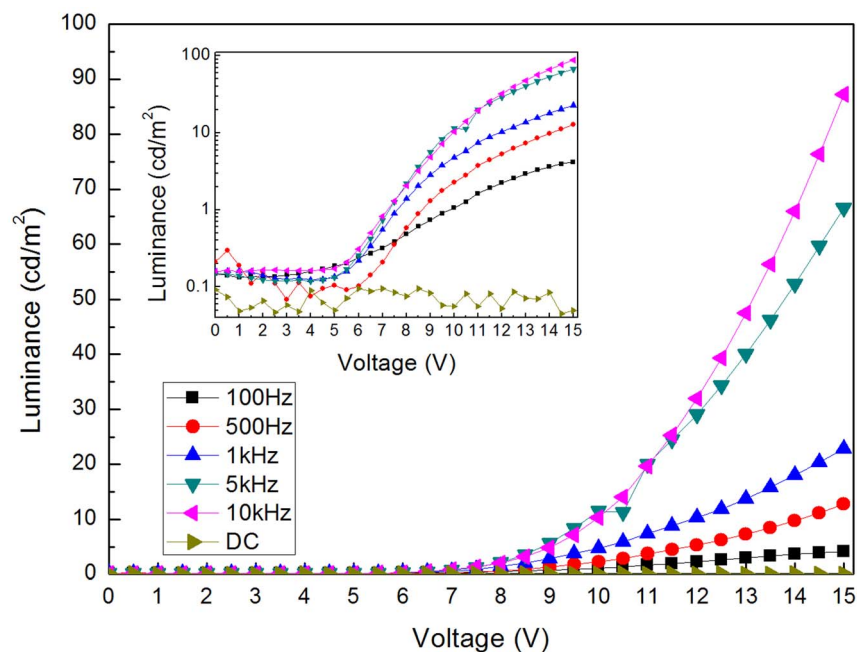 100
90
80
70
60
50
40
30
20
10
0
Luminance (cd/m²)
0 1 2 3 4 5 6 7 8 9 10 11 12 13 14 15
Voltage (V)
100
10
1
0.1
Luminance (cd/m²)
0 1 2 3 4 5 6 7 8 9 10 11 12 13 14 15
Voltage (V)
100Hz
500Hz
1kHz
5kHz
10kHz
DC